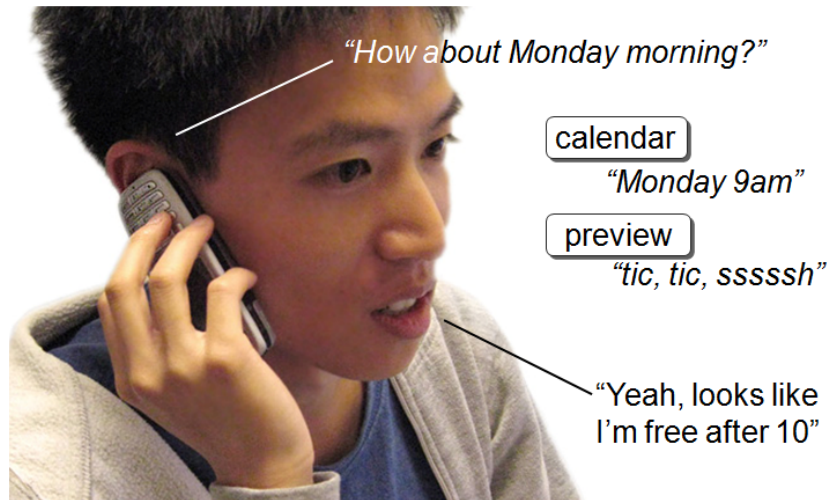 “How about Monday morning?”
calendar
“Monday 9am”
preview
“tic, tic, sssssh”
“Yeah, looks like
I’m free after 10”